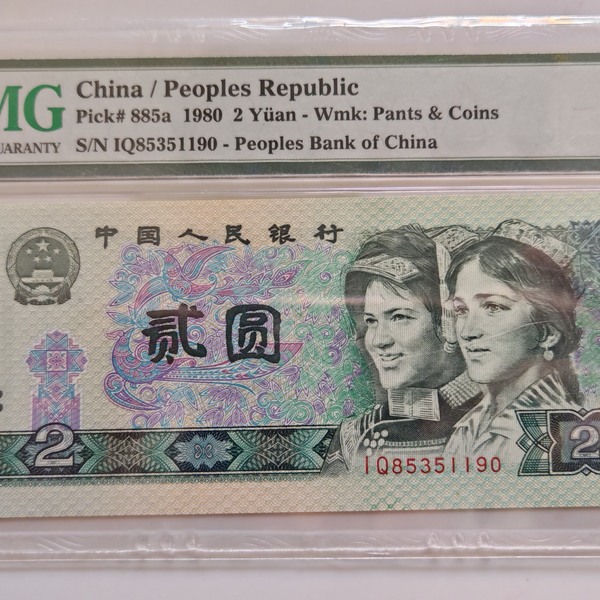 MG
UARANTY
China / Peoples Republic
Pick# 885a 1980 2 Yüan - Wmk: Pants & Coins
S/N IQ85351190 - Peoples Bank of China
中国人民银行
贰圆
2
2
IQ85351190